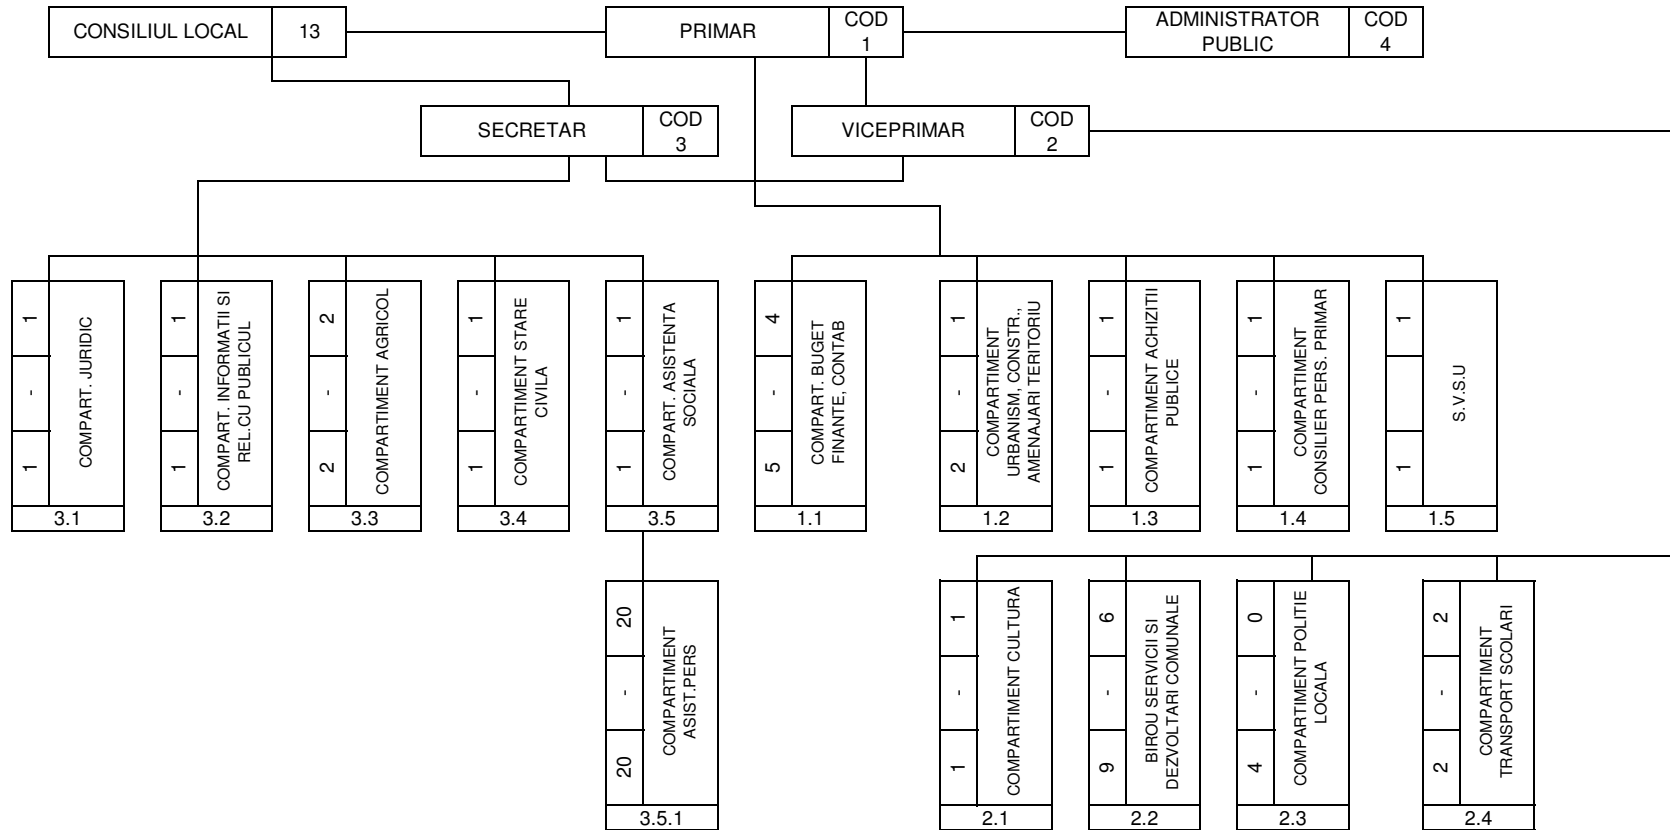 CONSILIUL LOCAL
13
PRIMAR
COD
1
ADMINISTRATOR
PUBLIC
COD
4
SECRETAR
COD
3
VICEPRIMAR
COD
2
1
-
1
COMPART. JURIDIC
3.1
1
-
1
COMPART. INFORMATII SI
REL.CU PUBLICUL
3.2
2
-
2
COMPARTIMENT AGRICOL
3.3
1
-
1
COMPARTIMENT STARE
CIVILA
3.4
1
-
1
COMPART. ASISTENTA
SOCIALA
3.5
5
-
4
COMPART. BUGET
FINANTE, CONTAB
1.1
2
-
1
COMPARTIMENT
URBANISM, CONSTR.,
AMENAJARI TERITORIU
1.2
1
-
1
COMPARTIMENT ACHIZITII
PUBLICE
1.3
1
-
1
COMPARTIMENT
CONSILIER PERS. PRIMAR
1.4
1
1
S.V.S.U
1.5
20
-
20
COMPARTIMENT
ASIST.PERS
3.5.1
1
-
1
COMPARTIMENT CULTURA
2.1
9
-
6
BIROU SERVICII SI
DEZVOLTARI COMUNALE
2.2
4
-
0
COMPARTIMENT POLITIE
LOCALA
2.3
2
-
2
COMPARTIMENT
TRANSPORT SCOLARI
2.4